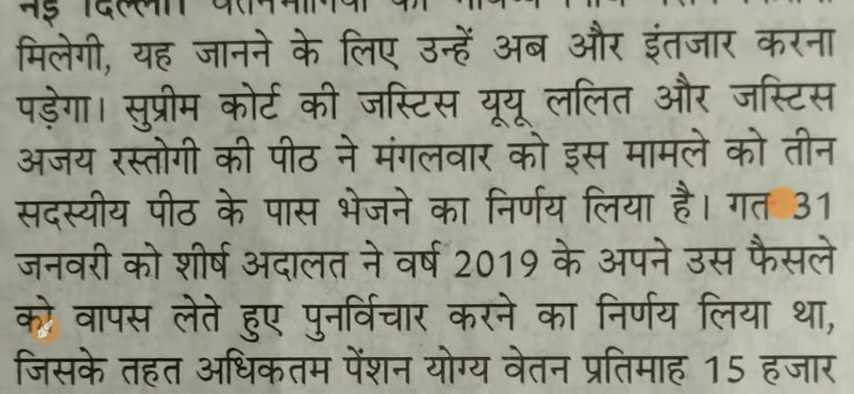 नई दिल्ली।
मिलेगी, यह जानने के लिए उन्हें अब और इंतजार करना
पड़ेगा। सुप्रीम कोर्ट की जस्टिस यूयू ललित और जस्टिस
अजय रस्तोगी की पीठ ने मंगलवार को इस मामले को तीन
सदस्यीय पीठ के पास भेजने का निर्णय लिया है। गत 31
जनवरी को शीर्ष अदालत ने वर्ष 2019 के अपने उस फैसले
को वापस लेते हुए पुनर्विचार करने का निर्णय लिया था,
जिसके तहत अधिकतम पेंशन योग्य वेतन प्रतिमाह 15 हजार